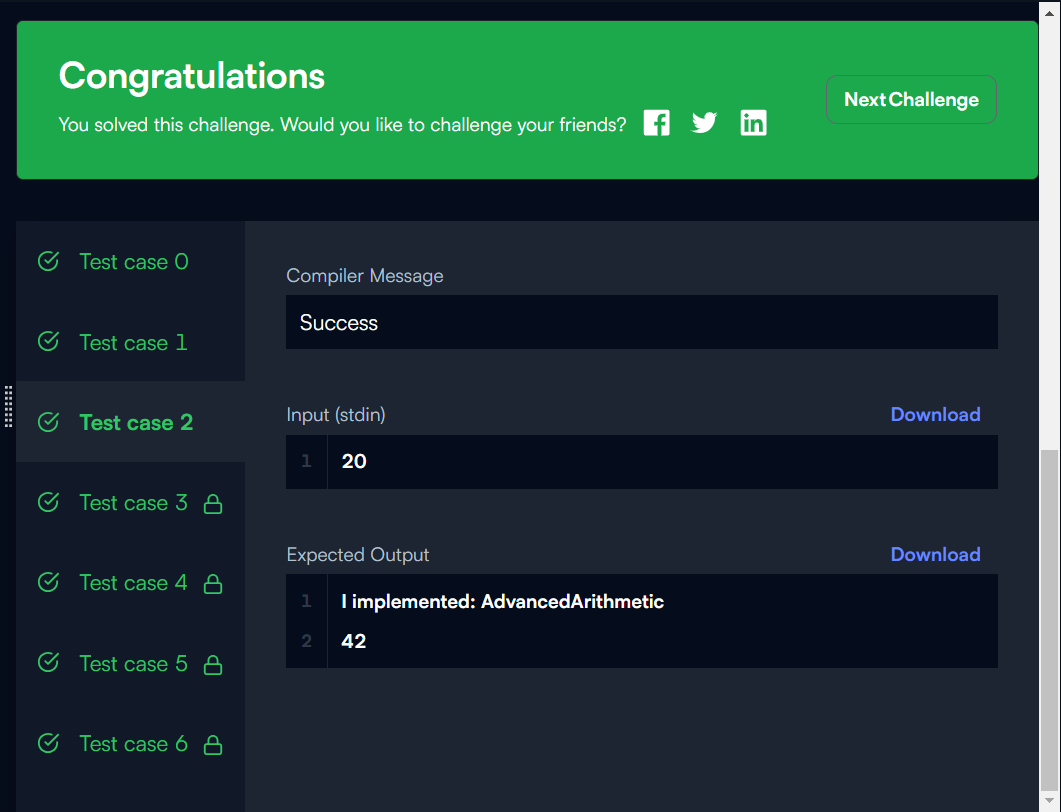 Congratulations
You solved this challenge. Would you like to challenge your friends?
Next Challenge
Test case 0
Test case 1
Test case 2
Test case 3
Test case 4
Test case 5
Test case 6
Compiler Message
Success
Input (stdin)
Download
1 20
Expected Output
Download
1 I implemented: AdvancedArithmetic
2 42